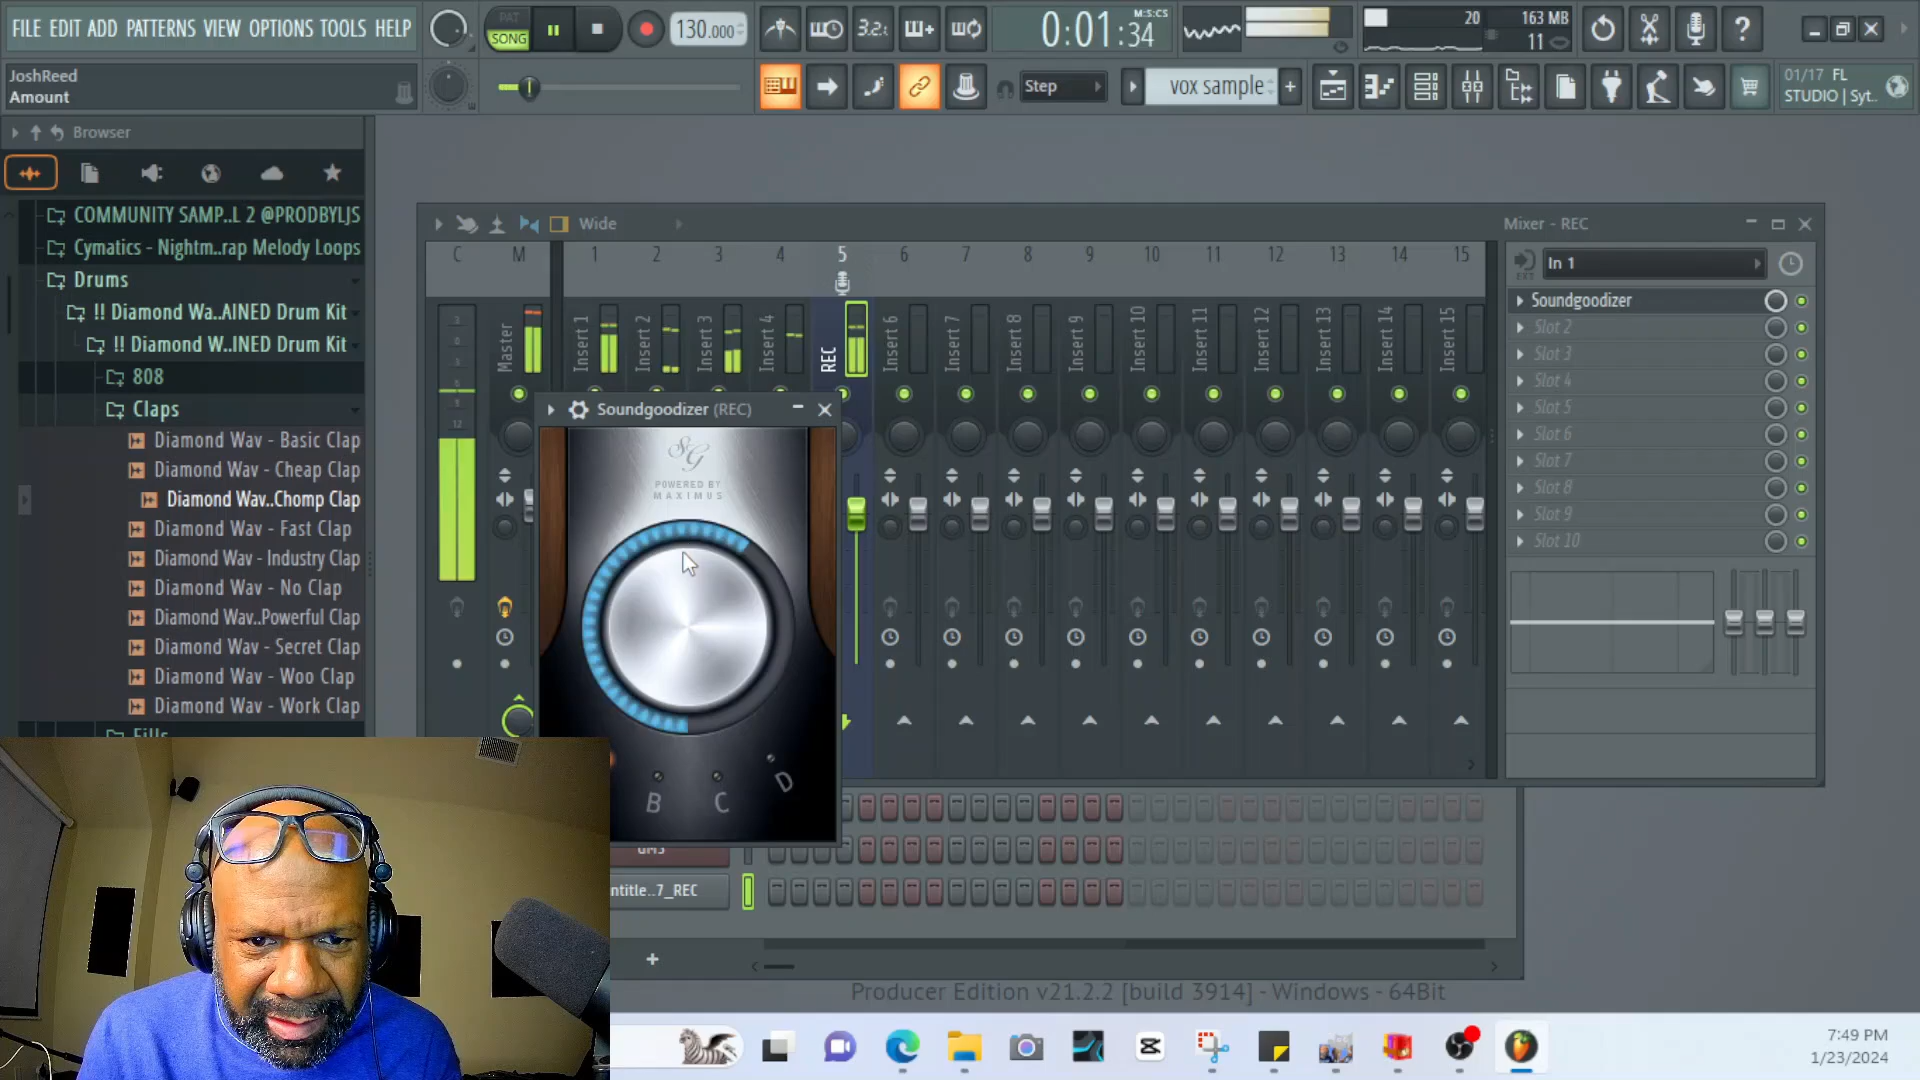 FILE EDIT ADD PATTERNS VIEW OPTIONS TOOLS HELP
PAT
SONG
130.000
3.2:
0:01:34
M:S:CS
20
163 MB
11
JoshReed
Amount
Step
vox sample
01/17 FL
STUDIO | Syt..
Browser
COMMUNITY SAMP..L 2 @PRODBYLJS
Cymatics - Nightm..rap Melody Loops
Drums
!! Diamond Wa..AINED Drum Kit
!! Diamond W..INED Drum Kit
808
Claps
Diamond Wav - Basic Clap
Diamond Wav - Cheap Clap
Diamond Wav..Chomp Clap
Diamond Wav - Fast Clap
Diamond Wav - Industry Clap
Diamond Wav - No Clap
Diamond Wav..Powerful Clap
Diamond Wav - Secret Clap
Diamond Wav - Woo Clap
Diamond Wav - Work Clap
Fills
Wide
C M 1 2 3 4 5 6 7 8 9 10 11 12 13 14 15
Master
Insert 1
Insert 2
Insert 3
Insert 4
REC
Insert 6
Insert 7
Insert 8
Insert 9
Insert 10
Insert 11
Insert 12
Insert 13
Insert 14
Insert 15
Mixer - REC
In 1
Soundgoodizer
Slot 2
Slot 3
Slot 4
Slot 5
Slot 6
Slot 7
Slot 8
Slot 9
Slot 10
Soundgoodizer (REC)
SG
POWERED BY
MAXIMUS
B C D
GMS
ntitle..7_REC
Producer Edition v21.2.2 [build 3914] - Windows - 64Bit
7:49 PM
1/23/2024